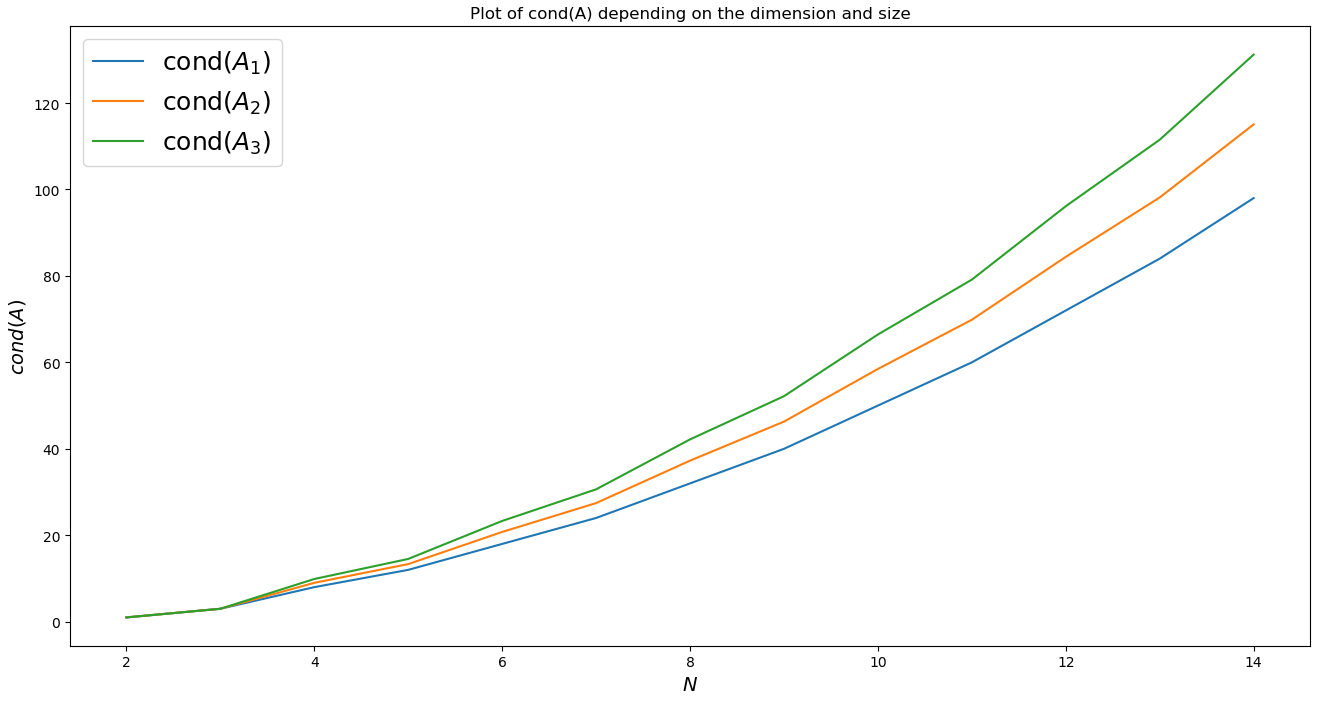 Plot of cond(A) depending on the dimension and size
cond(A₁)
cond(A₂)
cond(A₃)
120
100
80
60
40
20
0
cond(A)
2 4 6 8 10 12 14
N